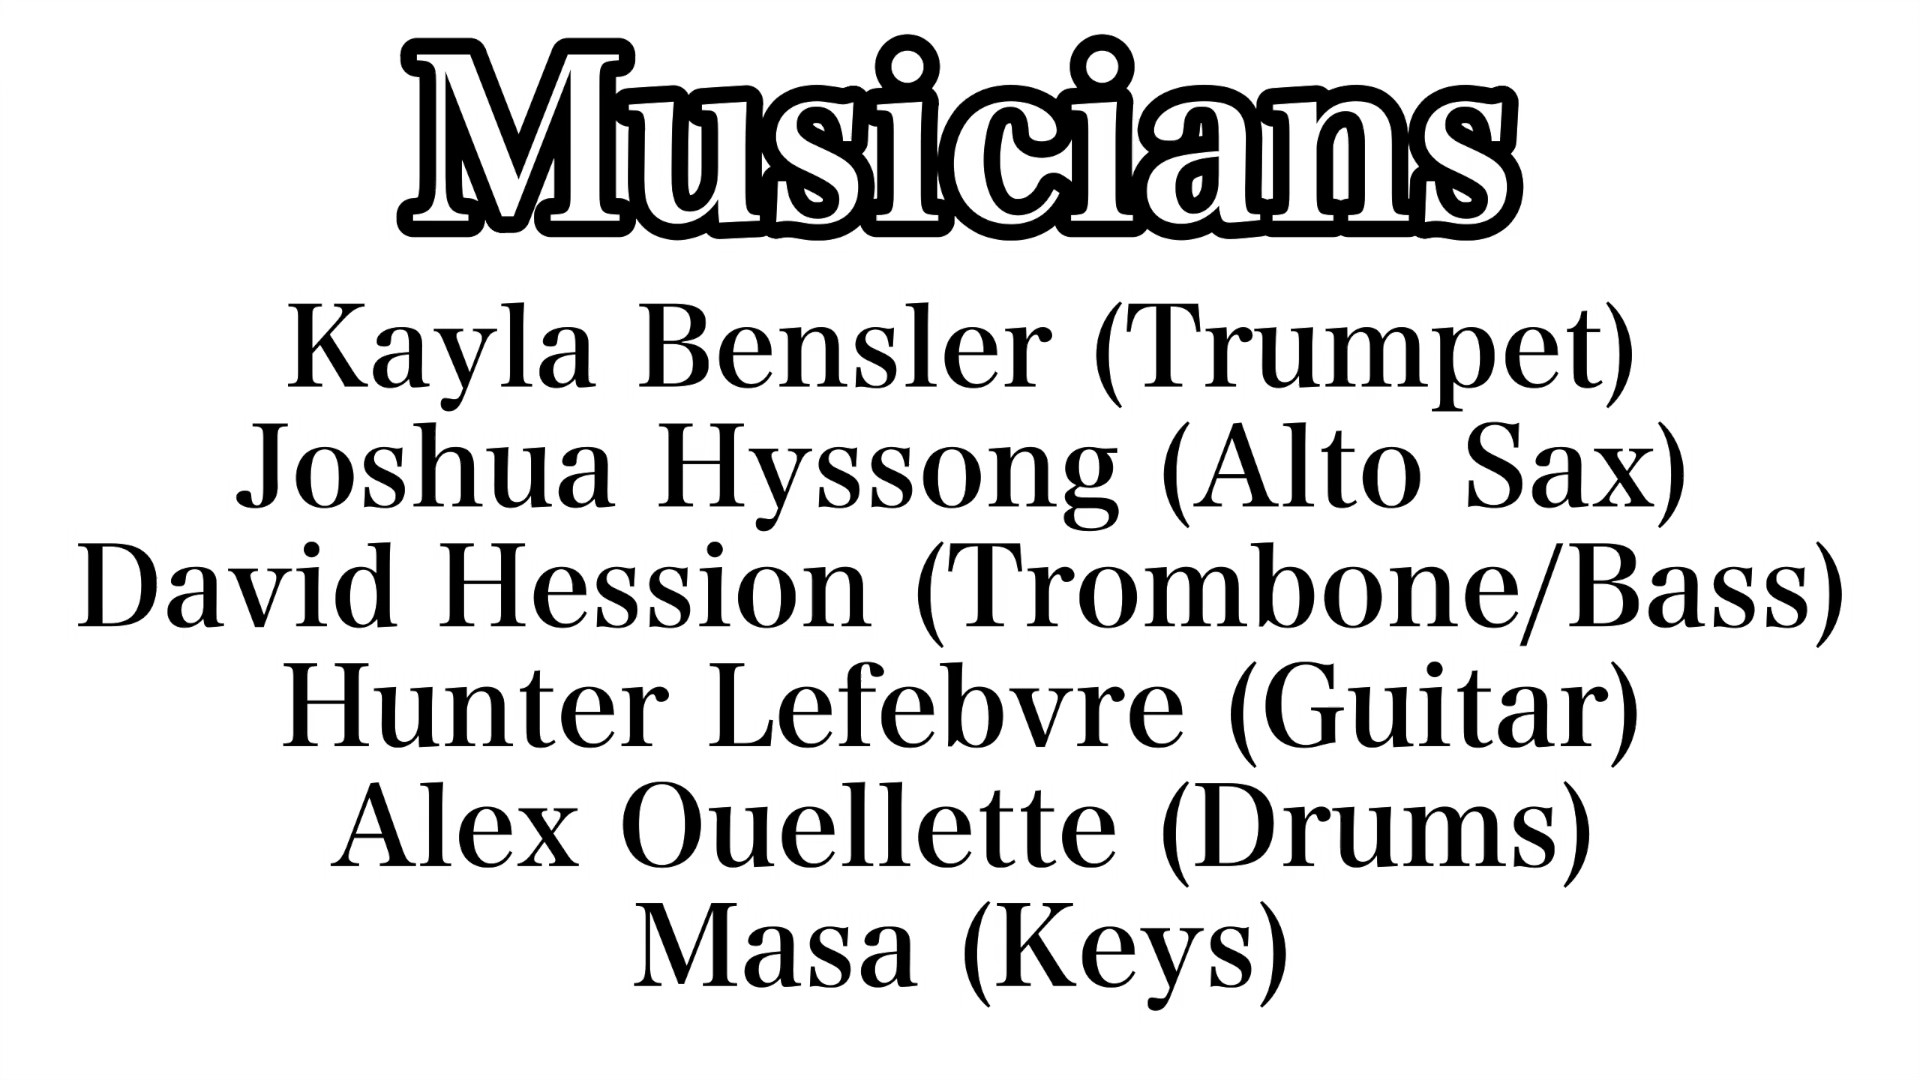 Musicians
Kayla Bensler (Trumpet)
Joshua Hyssong (Alto Sax)
David Hession (Trombone/Bass)
Hunter Lefebvre (Guitar)
Alex Ouellette (Drums)
Masa (Keys)